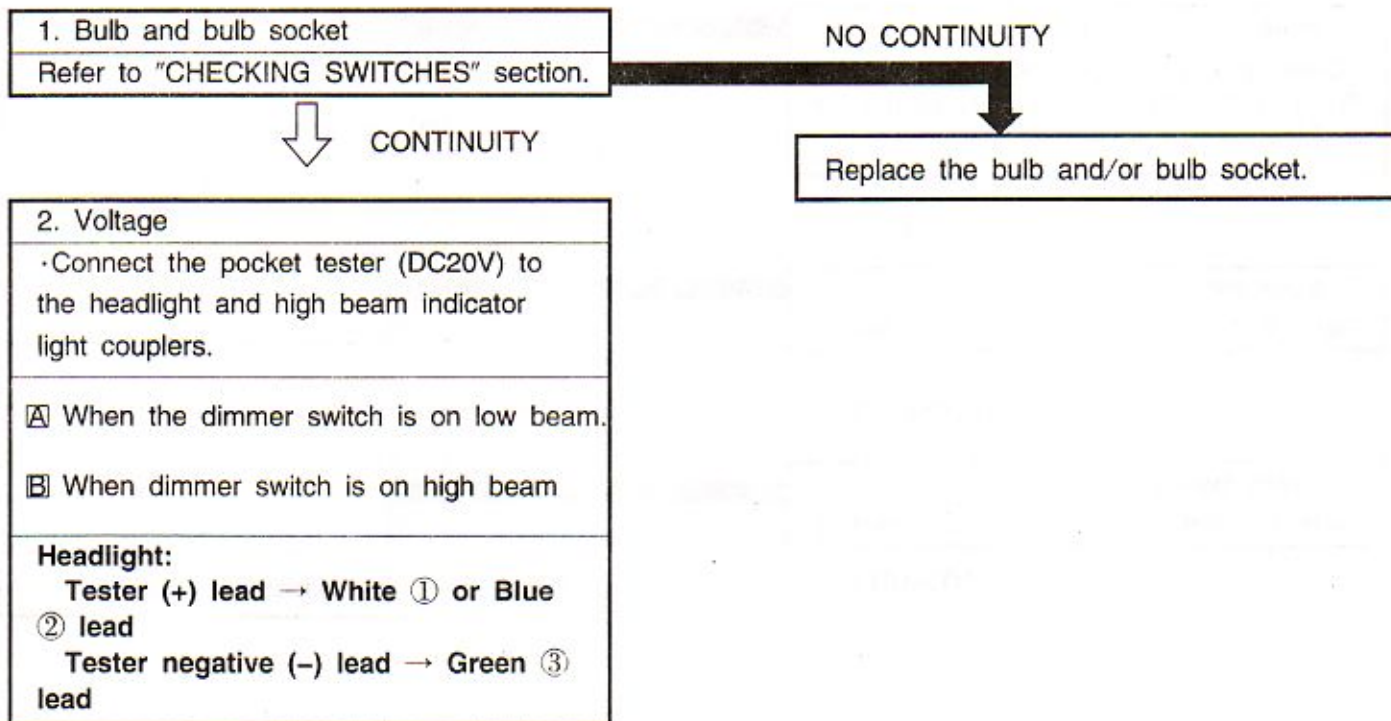 1. Bulb and bulb socket
Refer to "CHECKING SWITCHES" section.
NO CONTINUITY
CONTINUITY
Replace the bulb and/or bulb socket.
2. Voltage
·Connect the pocket tester (DC20V) to
the headlight and high beam indicator
light couplers.
A When the dimmer switch is on low beam.
B When dimmer switch is on high beam
Headlight:
Tester (+) lead → White ① or Blue
② lead
Tester negative (–) lead → Green ③
lead